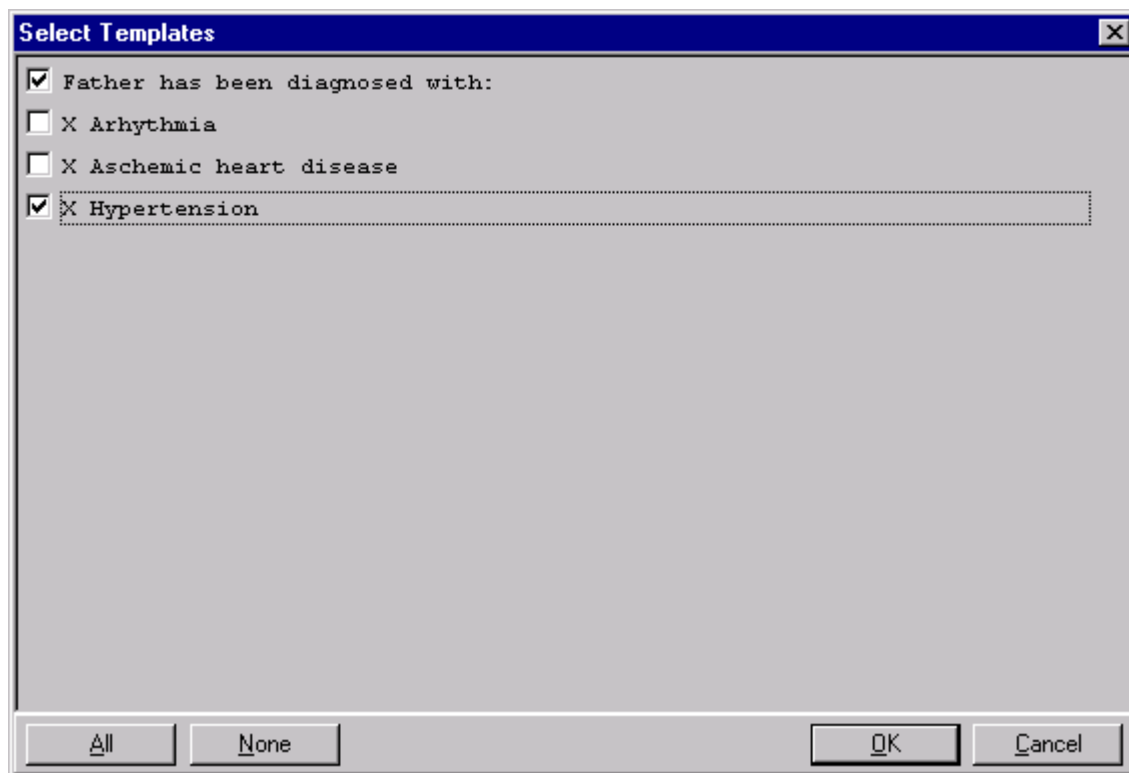 Select Templates
Father has been diagnosed with:
X Arhythmia
X Aschemic heart disease
X Hypertension
All None OK Cancel